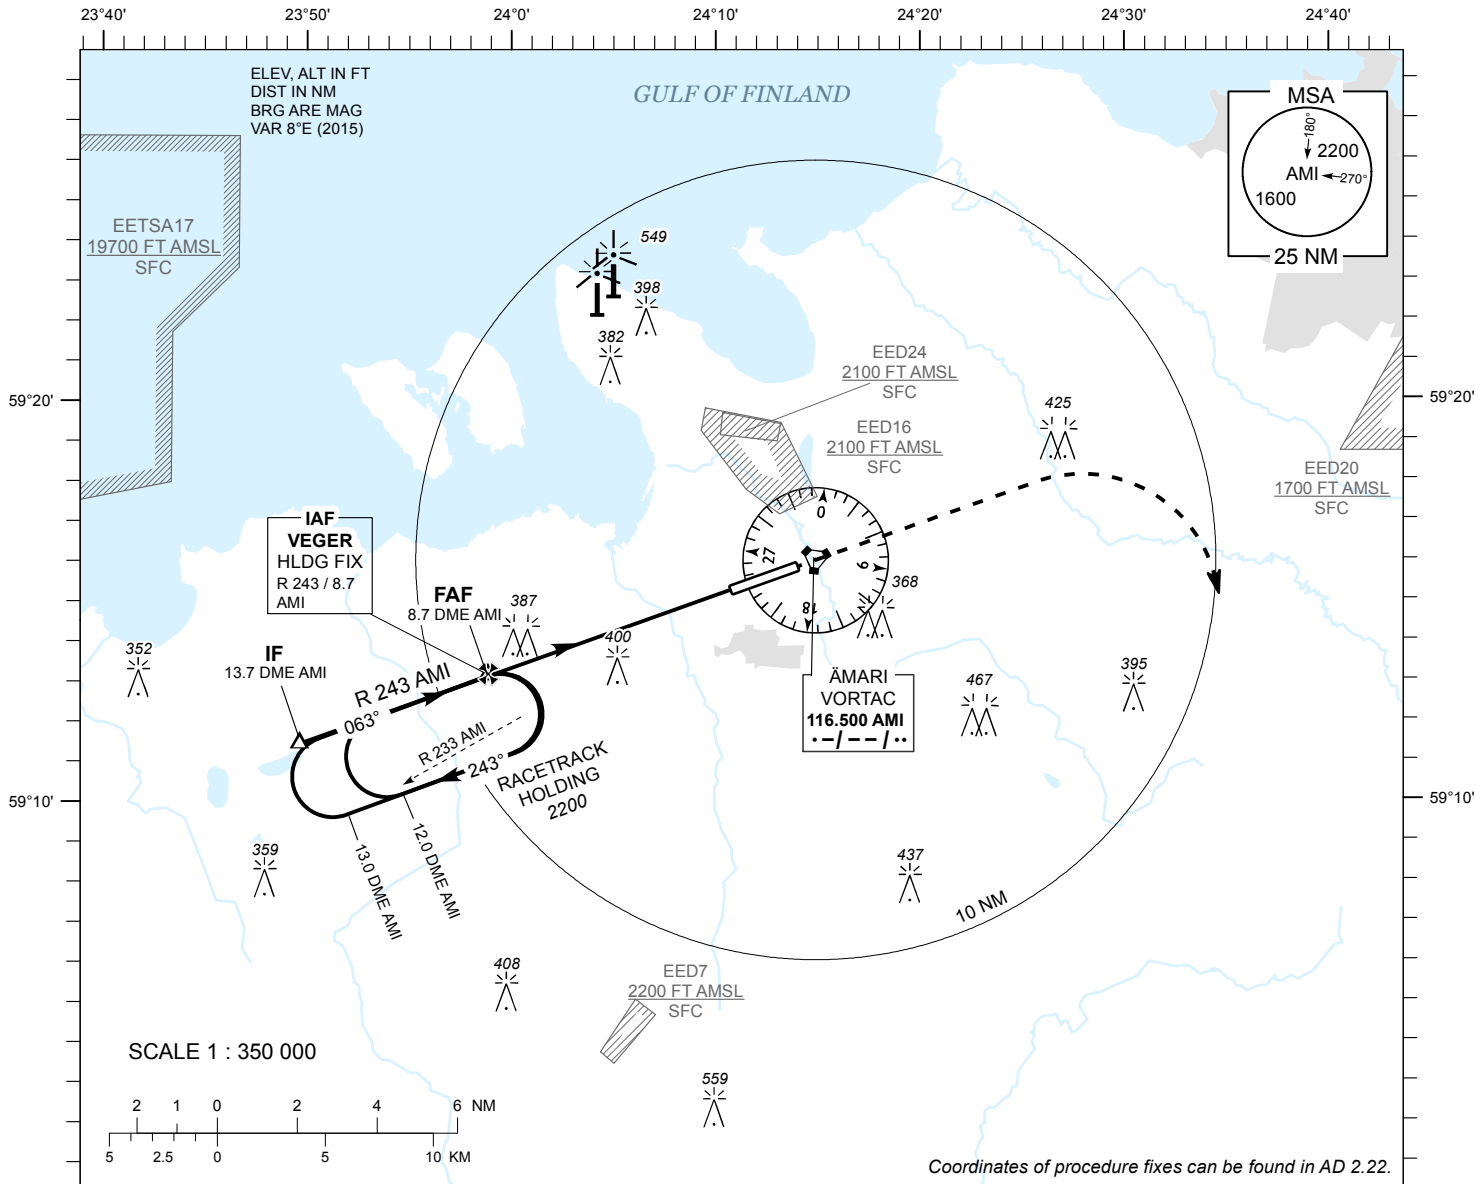 23°40'
23°50'
24°0'
24°10'
24°20'
24°30'
24°40'
ELEV, ALT IN FT
DIST IN NM
BRG ARE MAG
VAR 8°E (2015)
GULF OF FINLAND
MSA
180°
2200
AMI
270°
1600
25 NM
EETSA17
19700 FT AMSL
SFC
549
398
382
EED24
2100 FT AMSL
SFC
EED16
2100 FT AMSL
SFC
425
59°20'
59°20'
EED20
1700 FT AMSL
SFC
IAF
VEGER
HLDG FIX
R 243 / 8.7
AMI
0
27
9
18
368
FAF
8.7 DME AMI
387
400
352
IF
13.7 DME AMI
R 243 AMI
063°
R 233 AMI
243°
RACETRACK
HOLDING
2200
ÄMARI
VORTAC
116.500 AMI
467
395
59°10'
59°10'
12.0 DME AMI
13.0 DME AMI
359
437
10 NM
408
EED7
2200 FT AMSL
SFC
SCALE 1 : 350 000
559
2 1 0 2 4 6 NM
5 2.5 0 5 10 KM
Coordinates of procedure fixes can be found in AD 2.22.